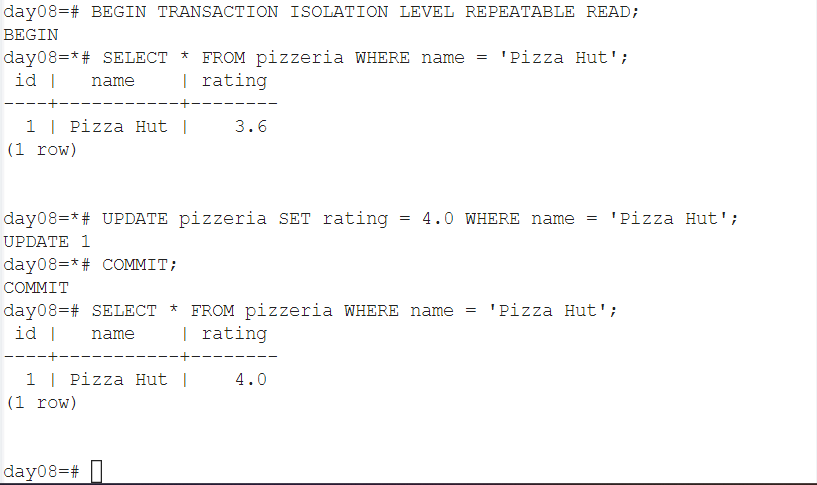 day08=# BEGIN TRANSACTION ISOLATION LEVEL REPEATABLE READ;
BEGIN
day08=*# SELECT * FROM pizzeria WHERE name = 'Pizza Hut';
 id |   name    | rating
----+-----------+--------
  1 | Pizza Hut |    3.6
(1 row)
day08=*# UPDATE pizzeria SET rating = 4.0 WHERE name = 'Pizza Hut';
UPDATE 1
day08=*# COMMIT;
COMMIT
day08=# SELECT * FROM pizzeria WHERE name = 'Pizza Hut';
 id |   name    | rating
----+-----------+--------
  1 | Pizza Hut |    4.0
(1 row)
day08=#